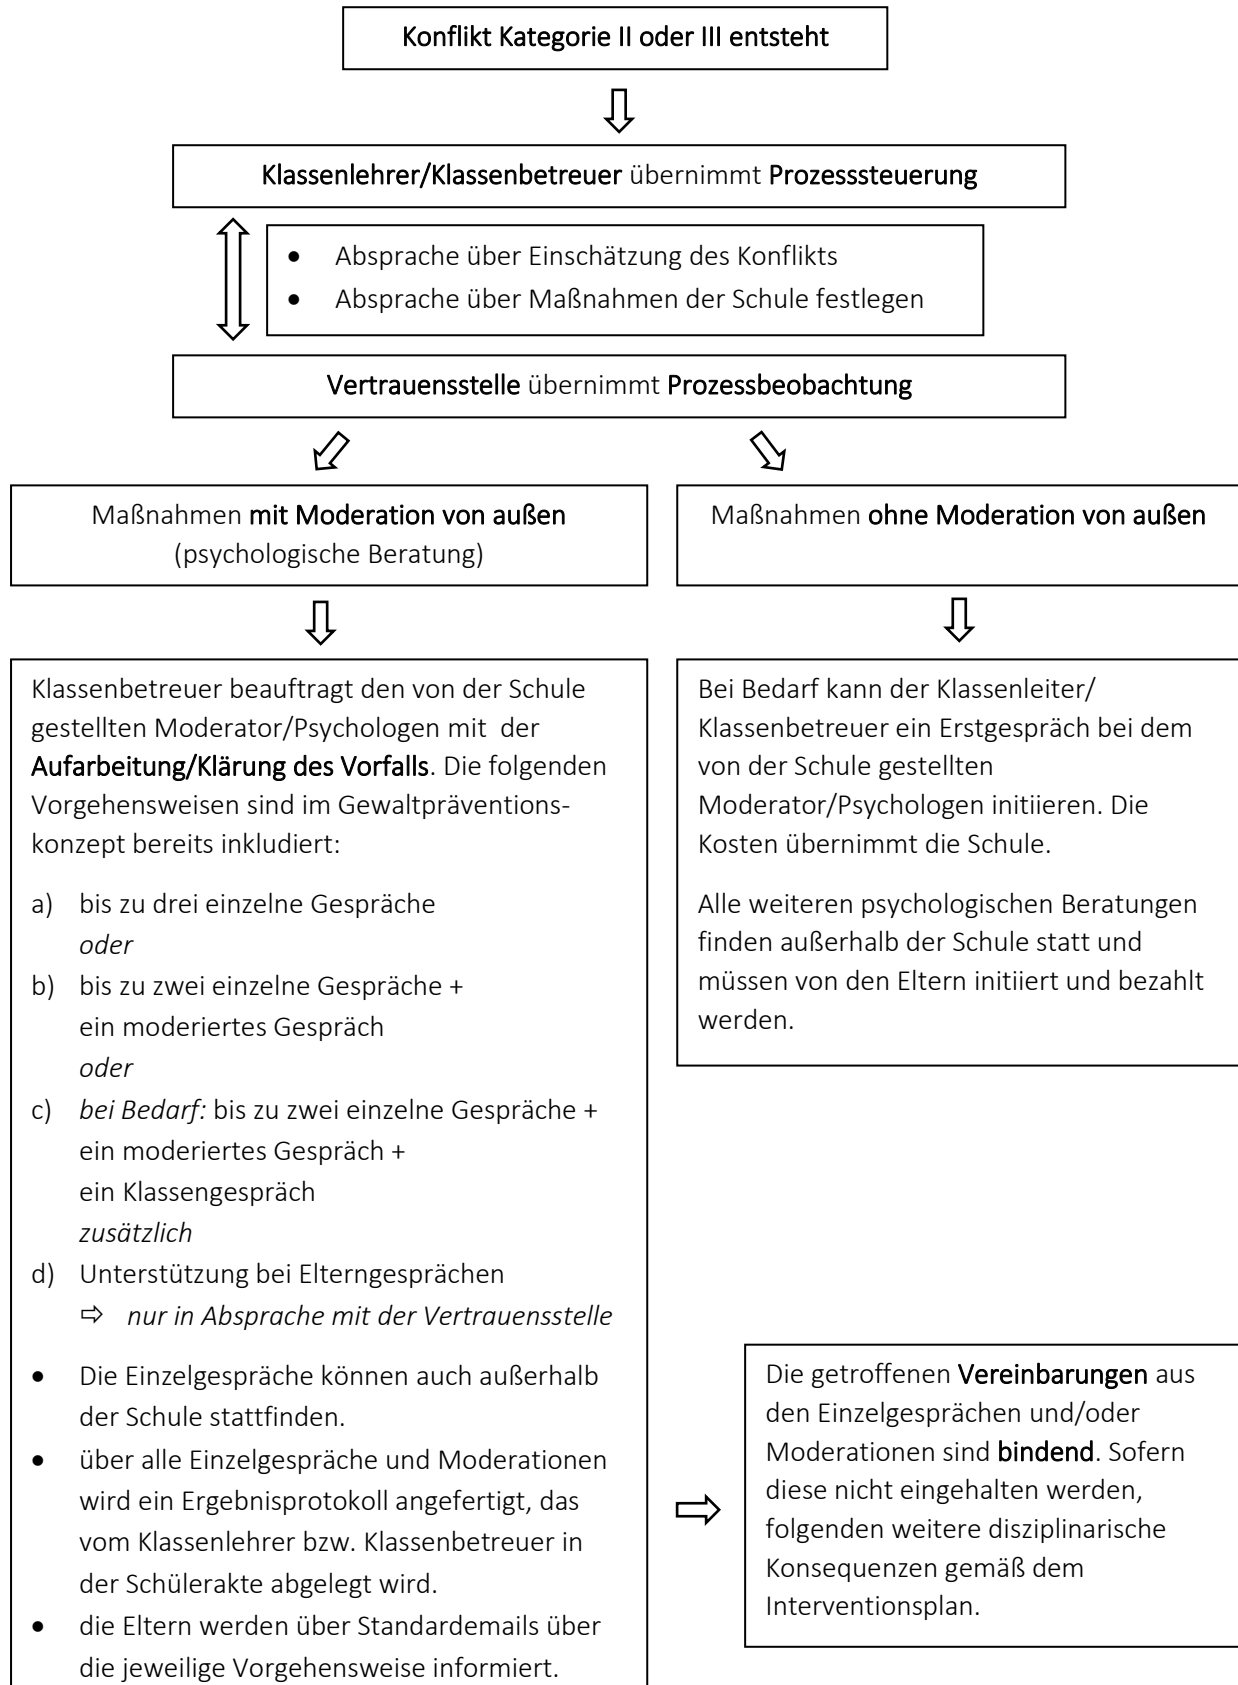 Konflikt Kategorie II oder III entsteht
Klassenlehrer/Klassenbetreuer übernimmt Prozesssteuerung
• Absprache über Einschätzung des Konflikts
• Absprache über Maßnahmen der Schule festlegen
Vertrauensstelle übernimmt Prozessbeobachtung
Maßnahmen mit Moderation von außen
(psychologische Beratung)
Maßnahmen ohne Moderation von außen
Klassenbetreuer beauftragt den von der Schule
gestellten Moderator/Psychologen mit der
Aufarbeitung/Klärung des Vorfalls. Die folgenden
Vorgehensweisen sind im Gewaltpräventions-
konzept bereits inkludiert:
a) bis zu drei einzelne Gespräche
oder
b) bis zu zwei einzelne Gespräche +
ein moderiertes Gespräch
oder
c) bei Bedarf: bis zu zwei einzelne Gespräche +
ein moderiertes Gespräch +
ein Klassengespräch
zusätzlich
d) Unterstützung bei Elterngesprächen
⇨ nur in Absprache mit der Vertrauensstelle
• Die Einzelgespräche können auch außerhalb
der Schule stattfinden.
• über alle Einzelgespräche und Moderationen
wird ein Ergebnisprotokoll angefertigt, das
vom Klassenlehrer bzw. Klassenbetreuer in
der Schülerakte abgelegt wird.
• die Eltern werden über Standardemails über
die jeweilige Vorgehensweise informiert.
Bei Bedarf kann der Klassenleiter/
Klassenbetreuer ein Erstgespräch bei dem
von der Schule gestellten
Moderator/Psychologen initiieren. Die
Kosten übernimmt die Schule.
Alle weiteren psychologischen Beratungen
finden außerhalb der Schule statt und
müssen von den Eltern initiiert und bezahlt
werden.
Die getroffenen Vereinbarungen aus
den Einzelgesprächen und/oder
Moderationen sind bindend. Sofern
diese nicht eingehalten werden,
folgenden weitere disziplinarische
Konsequenzen gemäß dem
Interventionsplan.